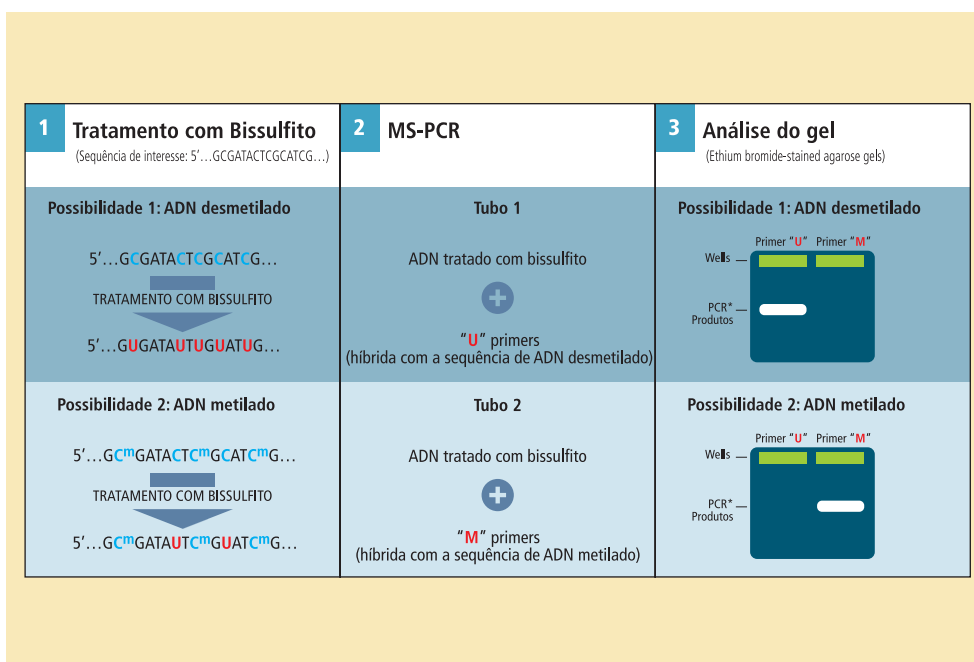 1 Tratamento com Bissulfito
(Sequência de interesse: 5’...GCGATACTCGCATCG...)
Possibilidade 1: ADN desmetilado
5’...GCGATACTCGCATCG...
TRATAMENTO COM BISSULFITO
5’...GUGATAUTUGUATUG...
Possibilidade 2: ADN metilado
5’...GCmGATACTCmGCATCmG...
TRATAMENTO COM BISSULFITO
5’...GCmGATAUTCmGUATCmG...
2 MS-PCR
Tubo 1
ADN tratado com bissulfito
+
“U” primers
(híbrida com a sequência de ADN desmetilado)
Tubo 2
ADN tratado com bissulfito
+
“M” primers
(híbrida com a sequência de ADN metilado)
3 Análise do gel
(Ethium bromide-stained agarose gels)
Possibilidade 1: ADN desmetilado
Primer “U” Primer “M”
Wells
PCR*
Produtos
Possibilidade 2: ADN metilado
Primer “U” Primer “M”
Wells
PCR*
Produtos